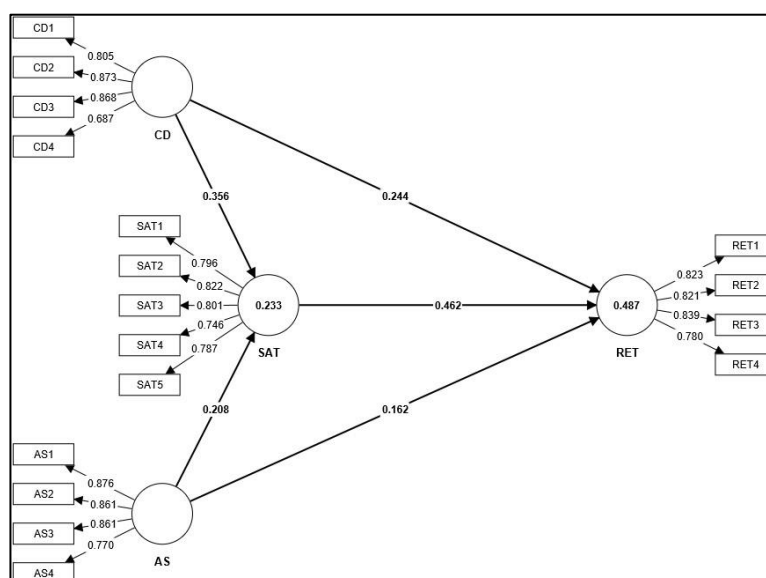 CD1
0.805
CD2
0.873
CD3
0.868
CD4
0.687
CD
0.356
0.244
SAT1
0.796
SAT2
0.822
SAT3
0.801
SAT4
0.746
SAT5
0.787
0.233
SAT
0.462
0.487
RET
RET1
0.823
RET2
0.821
RET3
0.839
RET4
0.780
0.208
0.162
AS1
0.876
AS2
0.861
AS3
0.861
AS4
0.770
AS